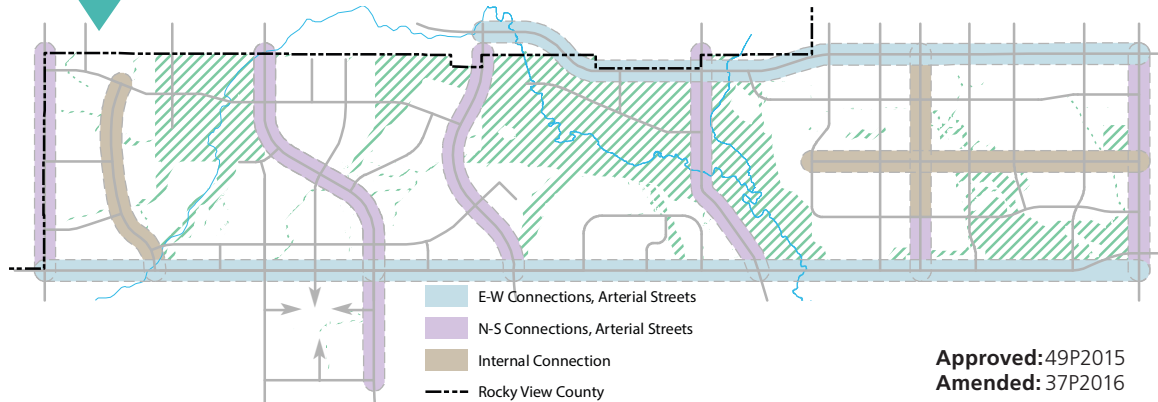 E-W Connections, Arterial Streets
N-S Connections, Arterial Streets
Internal Connection
Rocky View County
Approved: 49P2015
Amended: 37P2016